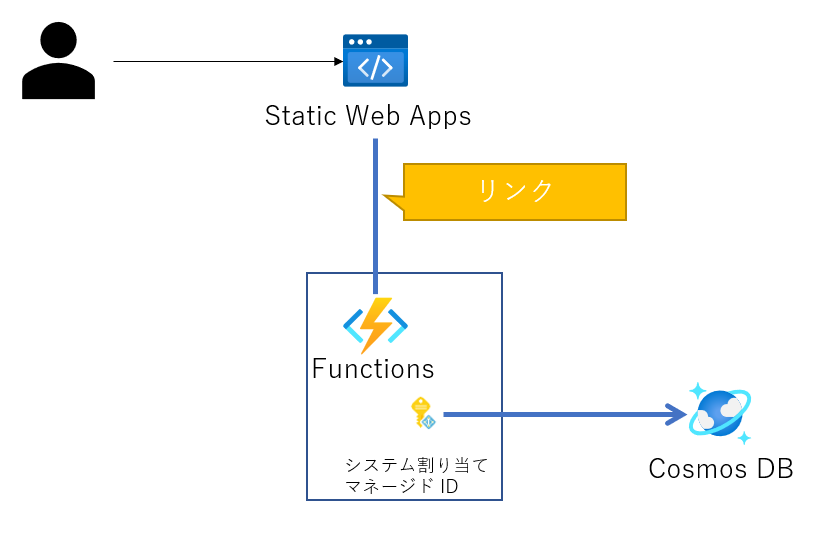 Static Web Apps
リンク
Functions
システム割り当て
マネージド ID
Cosmos DB